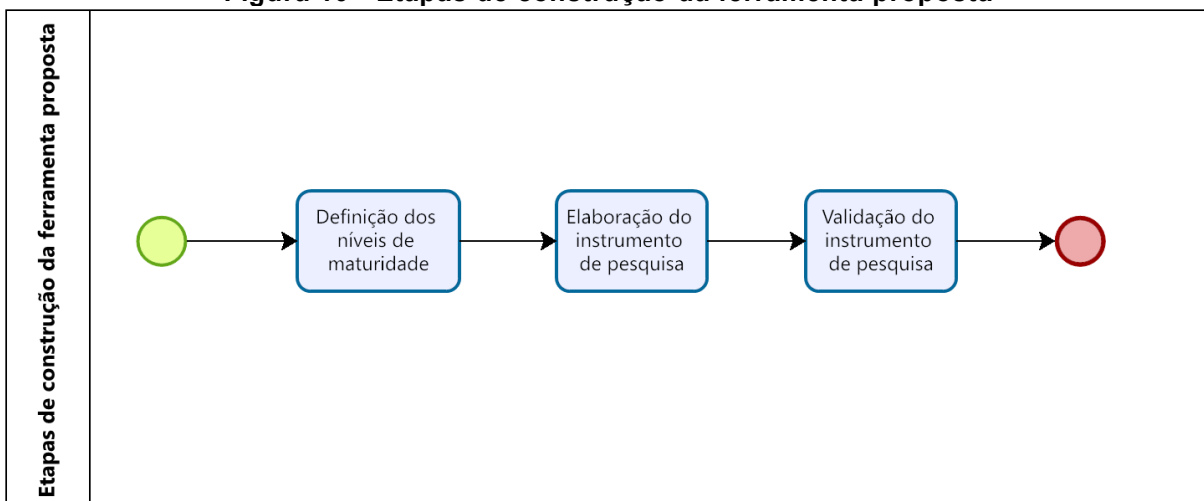 Etapas de construção da ferramenta proposta
Definição dos
níveis de
maturidade
Elaboração do
instrumento
de pesquisa
Validação do
instrumento
de pesquisa